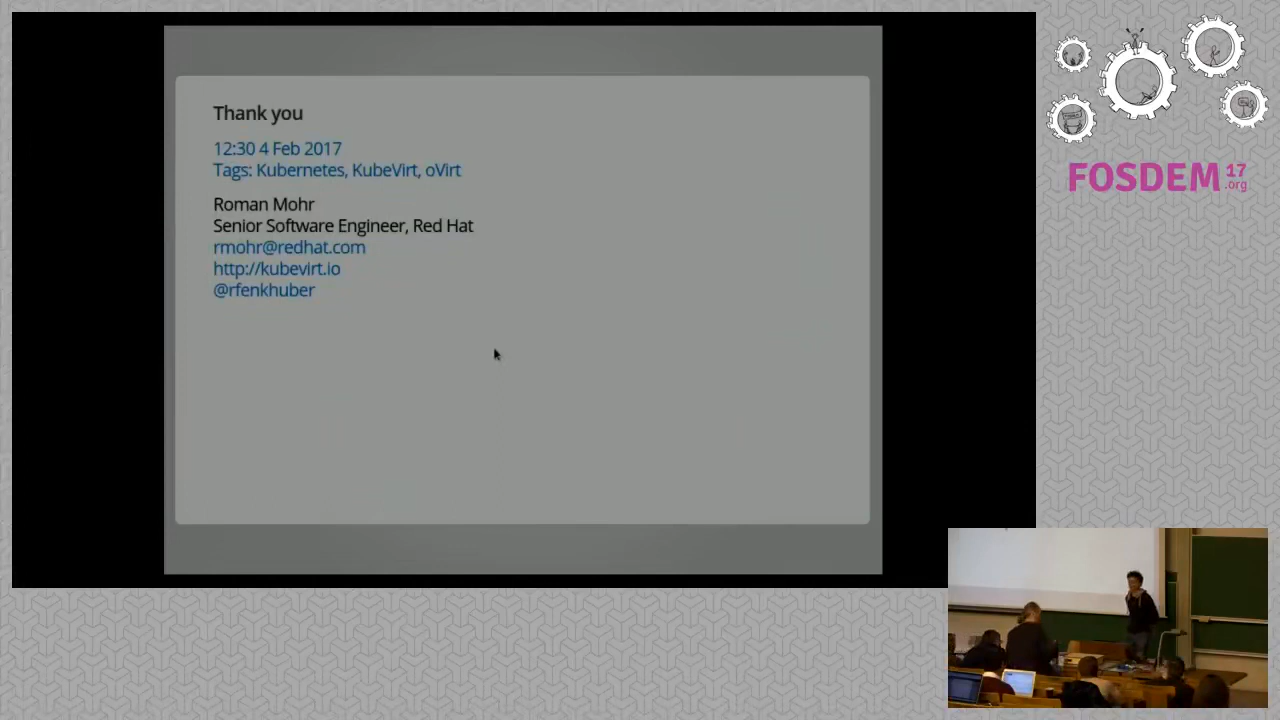 Thank you
12:30 4 Feb 2017
Tags: Kubernetes, KubeVirt, oVirt
Roman Mohr
Senior Software Engineer, Red Hat
rmohr@redhat.com
http://kubevirt.io
@rfenkhuber
FOSDEM 17
.org